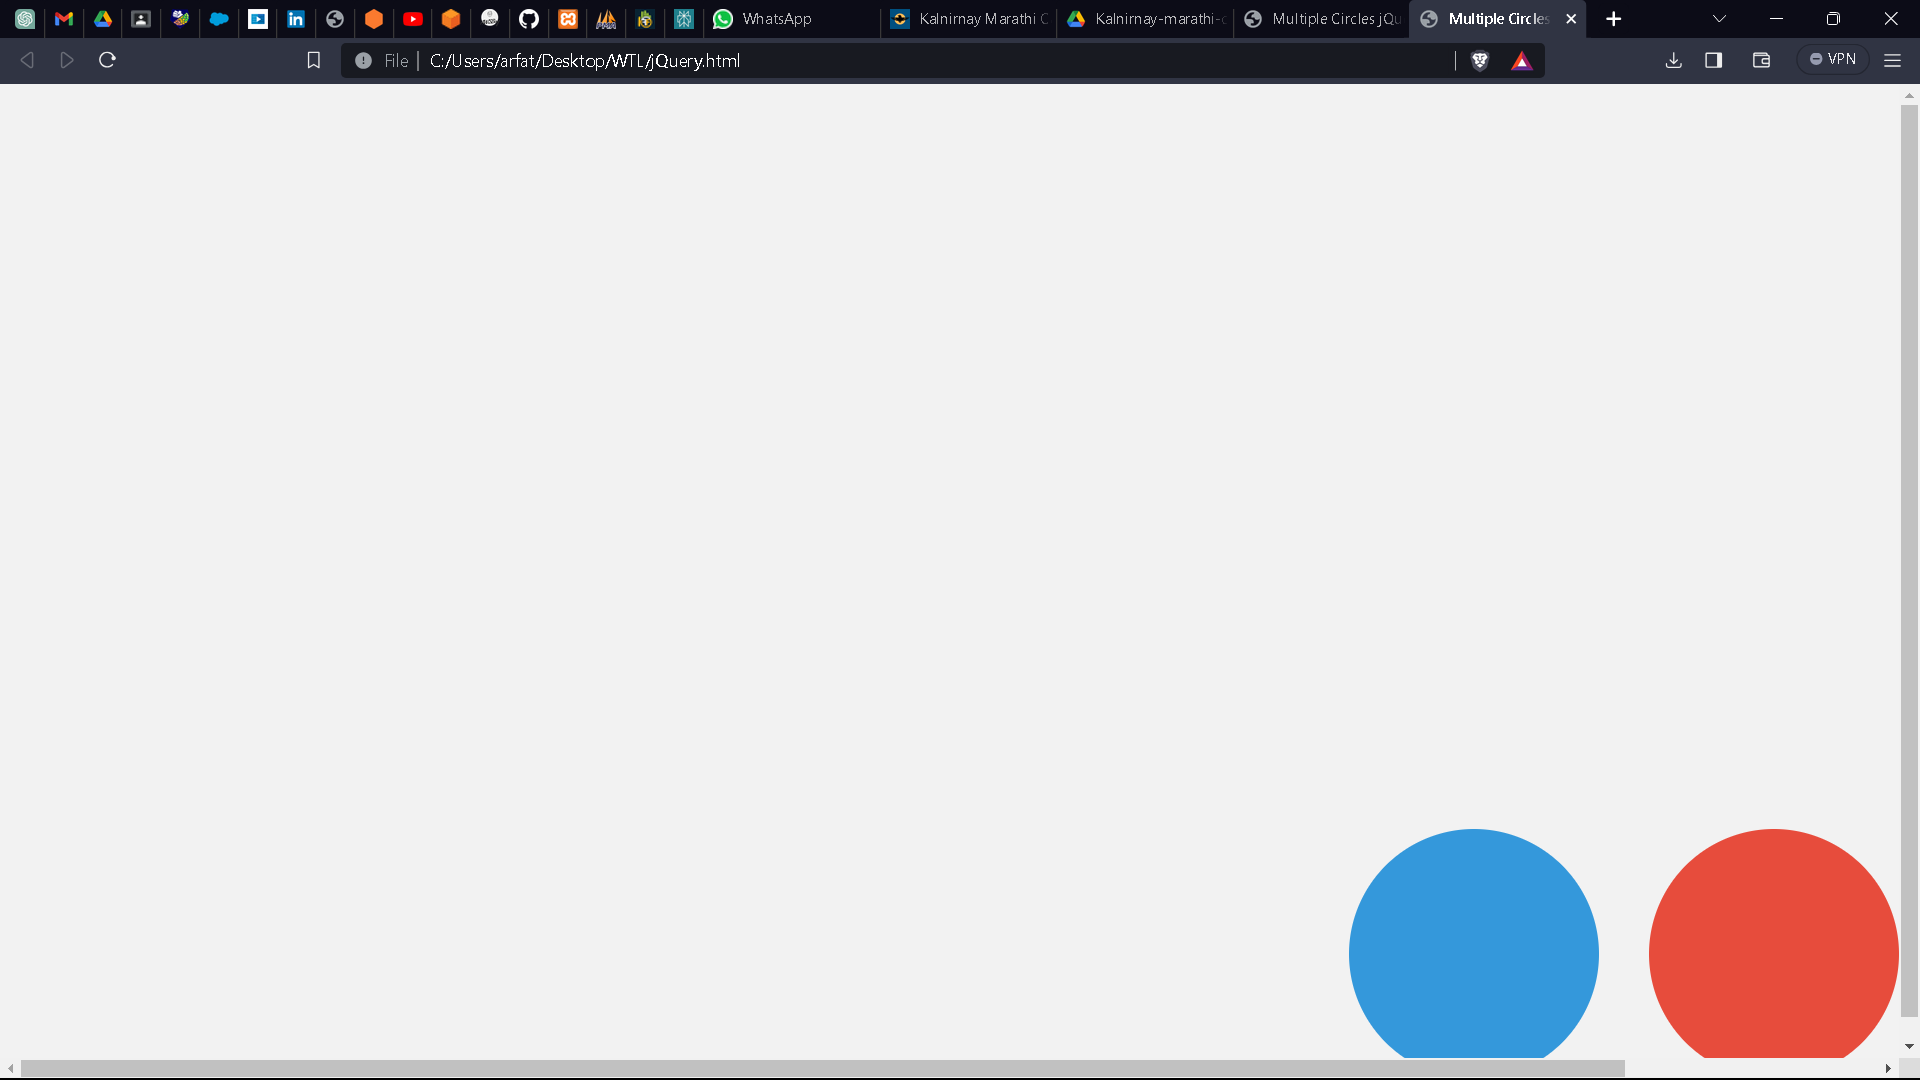 WhatsApp
Kalnirnay Marathi C
Kalnirnay-marathi-c
Multiple Circles jQu
Multiple Circles
File
C:/Users/arfat/Desktop/WTL/jQuery.html
VPN